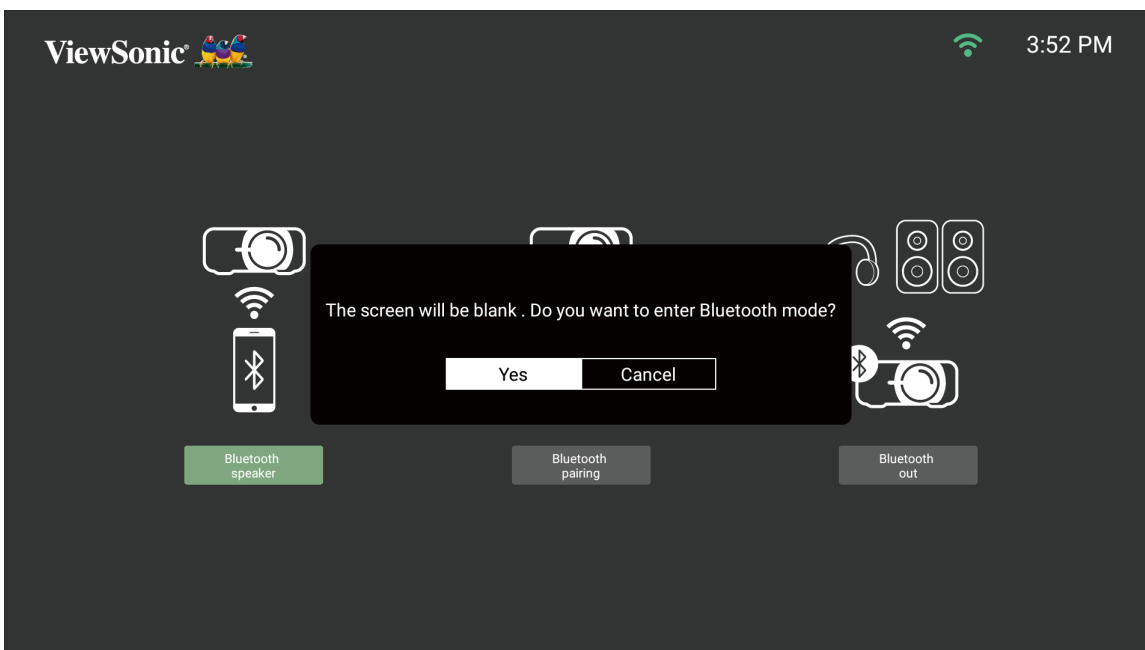 ViewSonic®
3:52 PM
The screen will be blank . Do you want to enter Bluetooth mode?
Yes
Cancel
Bluetooth
speaker
Bluetooth
pairing
Bluetooth
out